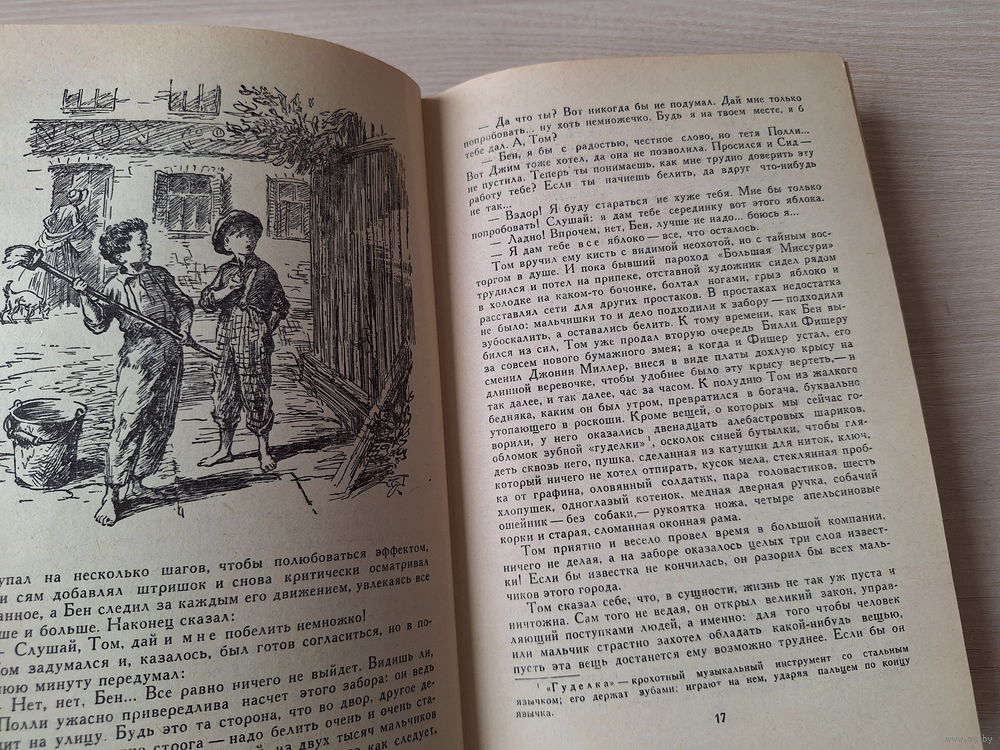 упал на несколько шагов, чтобы полюбоваться эффектом,
и сям добавлял штришок и снова критически осматривал
анное, а Бен следил за каждым его движением, увлекаясь все
ше и больше. Наконец сказал:
— Слушай, Том, дай и мне побелить немножко!
ом задумался и, казалось, был готов согласиться, но в по-
нюю минуту передумал:
— Нет, нет, Бен... Все равно ничего не выйдет. Видишь ли,
Полли ужасно привередлива насчет этого забора: он ведь
ит на улицу. Будь это та сторона, что во двор, другое де-
строго — надо белить очень и очень ста-
из двух тысяч мальчиков
как следует,
— Да что ты? Вот никогда бы не подумал. Дай мне только
попробовать... ну хоть немножечко. Будь я на твоем месте, я б
тебе дал. А, Том?
— Бен, я бы с радостью, честное слово, но тетя Полли...
Вот Джим тоже хотел, да она не позволила. Просился и Сид —
не пустила. Теперь ты понимаешь, как мне трудно доверить эту
работу тебе? Если ты начнешь белить, да вдруг что-нибудь
не так...
— Вздор! Я буду стараться не хуже тебя. Мне бы только
попробовать! Слушай: я дам тебе серединку вот этого яблока.
— Ладно! Впрочем, нет, Бен, лучше не надо... боюсь я...
— Я дам тебе все яблоко — все, что осталось.
Том вручил ему кисть с видимой неохотой, но с тайным вос-
торгом в душе. И пока бывший пароход «Большая Миссури»
трудился и потел на припеке, отставной художник сидел рядом
в холодке на каком-то бочонке, болтал ногами, грыз яблоко и
расставлял сети для других простаков. В простаках недостатка
не было: мальчишки то и дело подходили к забору — подходили
зубоскалить, а оставались белить. К тому времени, как Бен вы-
бился из сил, Том уже продал вторую очередь Билли Фишеру
за совсем нового бумажного змея; а когда и Фишер устал, его
сменил Джонни Миллер, внеся в виде платы дохлую крысу на
длинной веревочке, чтобы удобнее было эту крысу вертеть,— и
так далее, и так далее, час за часом. К полудню Том из жалкого
бедняка, каким он был утром, превратился в богача, буквально
утопающего в роскоши. Кроме вещей, о которых мы сейчас го-
ворили, у него оказались двенадцать алебастровых шариков,
обломок зубной «гуделки» ¹, осколок синей бутылки, чтобы гля-
деть сквозь него, пушка, сделанная из катушки для ниток, ключ,
который ничего не хотел отпирать, кусок мела, стеклянная проб-
ка от графина, оловянный солдатик, пара головастиков, шесть
хлопушек, одноглазый котенок, медная дверная ручка, собачий
ошейник — без собаки,— рукоятка ножа, четыре апельсиновые
корки и старая, сломанная оконная рама.
Том приятно и весело провел время в большой компании,
ничего не делая, а на заборе оказалось целых три слоя извест-
ки! Если бы известка не кончилась, он разорил бы всех маль-
чиков этого города.
Том сказал себе, что, в сущности, жизнь не так уж пуста и
ничтожна. Сам того не ведая, он открыл великий закон, управ-
ляющий поступками людей, а именно: для того чтобы человек
или мальчик страстно захотел обладать какой-нибудь вещью,
пусть эта вещь достанется ему возможно труднее. Если бы он
¹ «Гуделка» — крохотный музыкальный инструмент со стальным
язычком; его держат зубами; играют на нем, ударяя пальцем по концу
язычка.
17